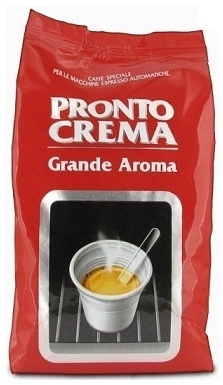 CAFFÈ SPECIALE
PER LE MACCHINE ESPRESSO AUTOMATICHE
PRONTO
CREMA
Grande Aroma